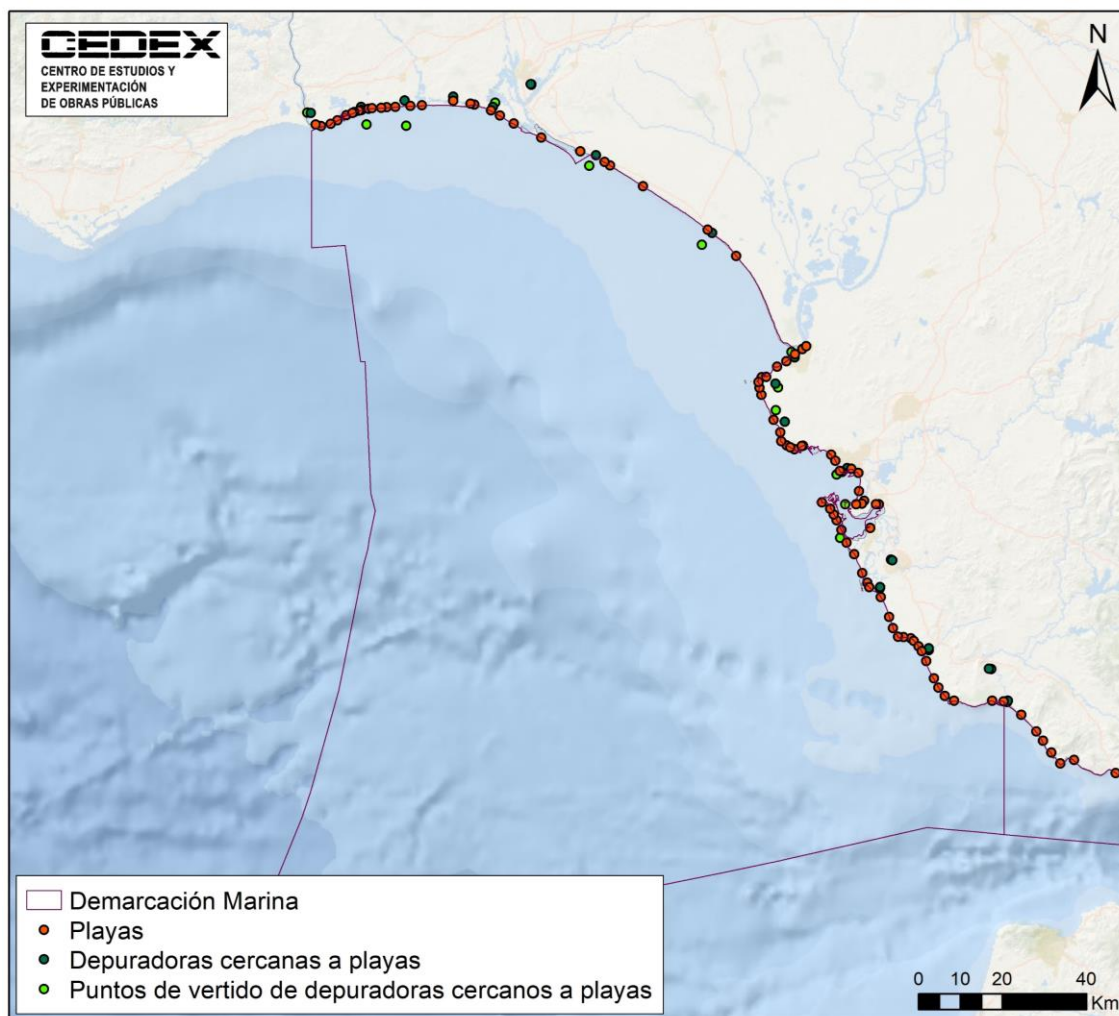 CEDEX
CENTRO DE ESTUDIOS Y
EXPERIMENTACIÓN
DE OBRAS PÚBLICAS
N
Demarcación Marina
Playas
Depuradoras cercanas a playas
Puntos de vertido de depuradoras cercanos a playas
0 10 20 40
Km